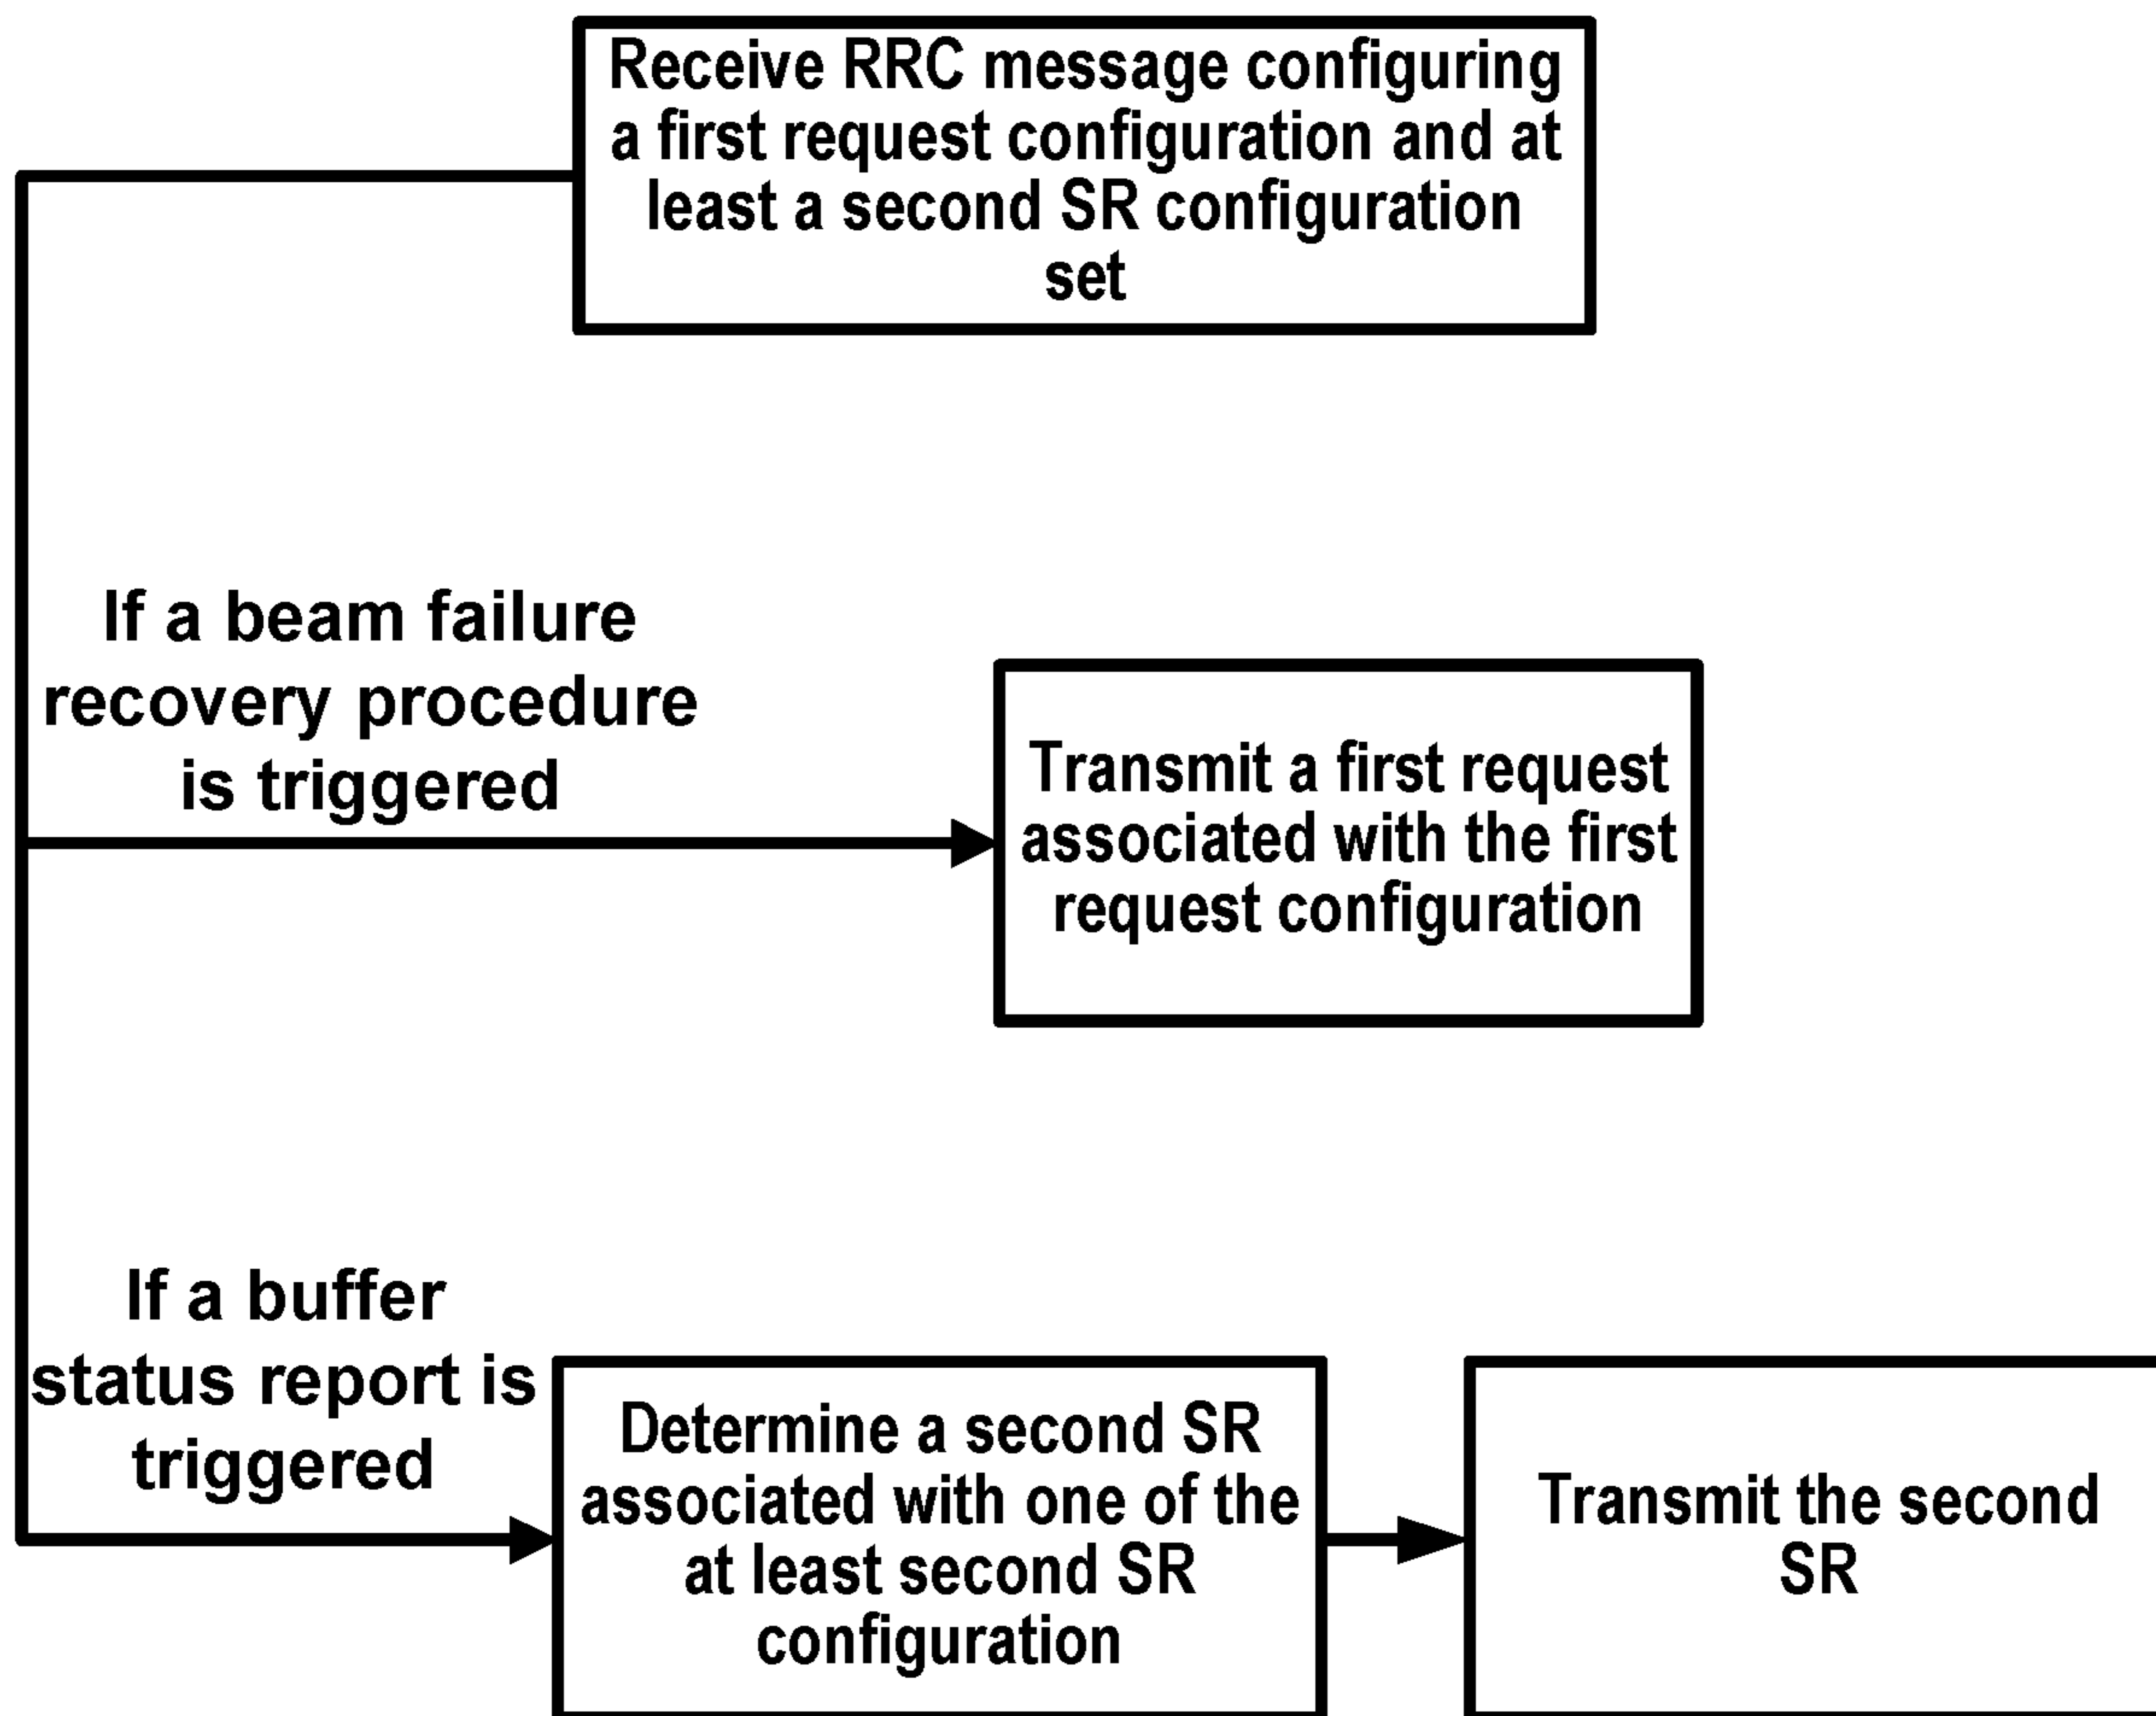 Receive RRC message configuring
a first request configuration and at
least a second SR configuration
set
If a beam failure
recovery procedure
is triggered
Transmit a first request
associated with the first
request configuration
If a buffer
status report is
triggered
Determine a second SR
associated with one of the
at least second SR
configuration
Transmit the second
SR